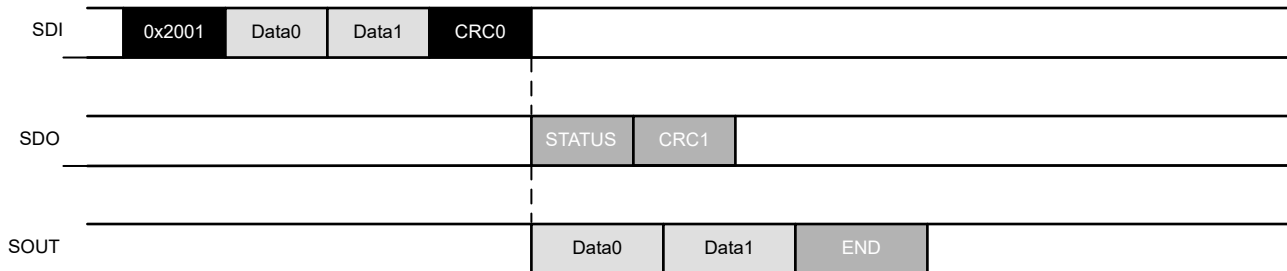 SDI 0x2001 Data0 Data1 CRC0
SDO STATUS CRC1
SOUT Data0 Data1 END